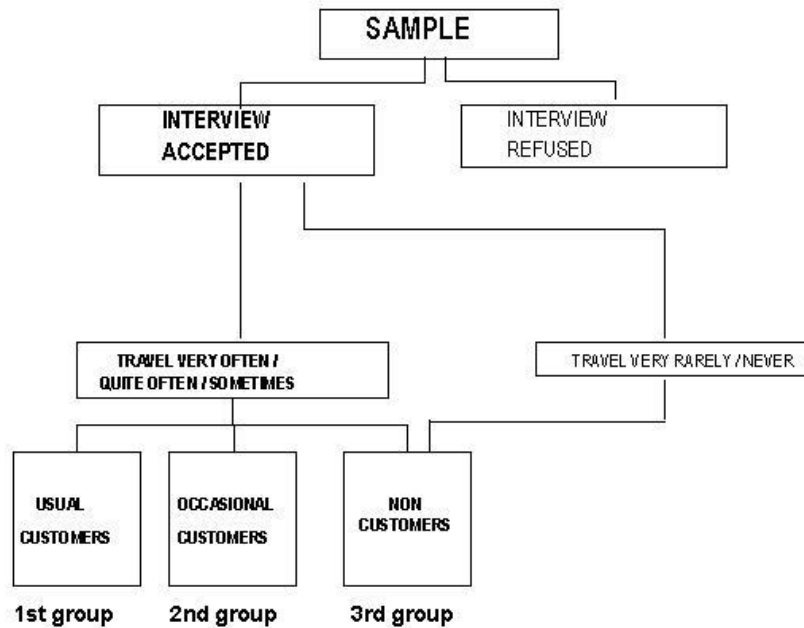 SAMPLE
INTERVIEW
ACCEPTED
INTERVIEW
REFUSED
TRAVEL VERY OFTEN /
QUITE OFTEN / SOMETIMES
TRAVEL VERY RARELY / NEVER
USUAL
CUSTOMERS
OCCASIONAL
CUSTOMERS
NON
CUSTOMERS
1st group
2nd group
3rd group